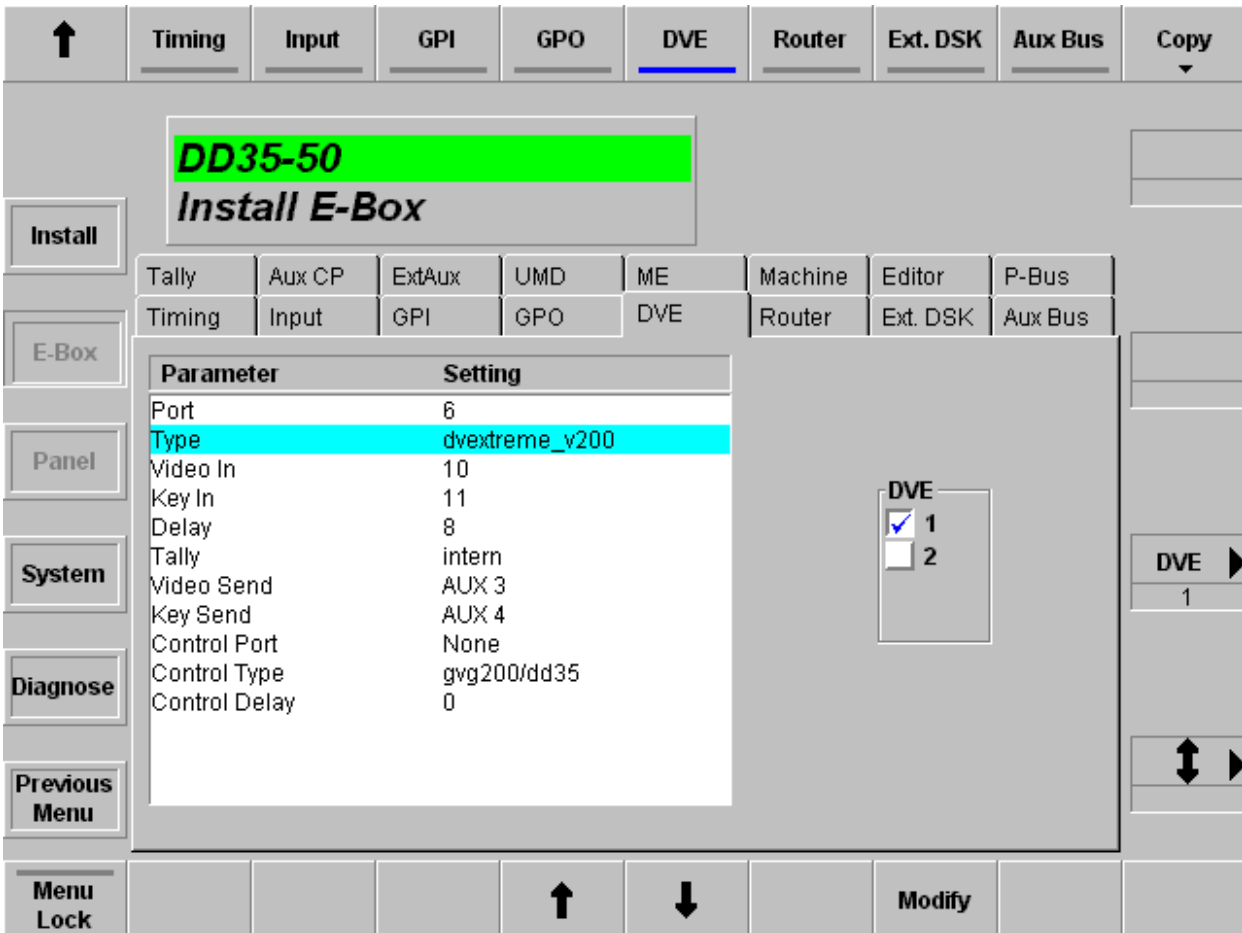 Timing Input GPI GPO DVE Router Ext. DSK Aux Bus Copy
DD35-50
Install E-Box
Install
Tally Aux CP ExtAux UMD ME Machine Editor P-Bus
Timing Input GPI GPO DVE Router Ext. DSK Aux Bus
E-Box
Parameter Setting
Port 6
Type dvextreme_v200
Video In 10
Key In 11
Delay 8
Tally intern
Video Send AUX 3
Key Send AUX 4
Control Port None
Control Type gvg200/dd35
Control Delay 0
Panel
DVE
1
2
System
DVE
1
Diagnose
Previous
Menu
Menu
Lock
Modify